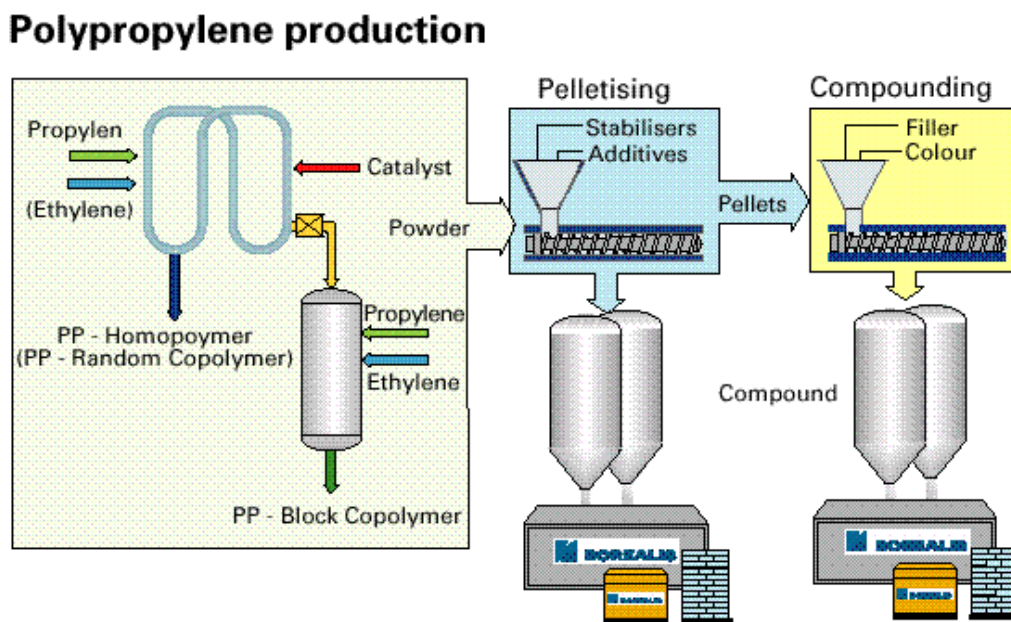 Polypropylene production
Propylen
(Ethylene)
Catalyst
PP - Homopoymer
(PP - Random Copolymer)
Propylene
Ethylene
PP - Block Copolymer
Powder
Pelletising
Stabilisers
Additives
Pellets
Compounding
Filler
Colour
Compound
BOREALIS
BOREALIS